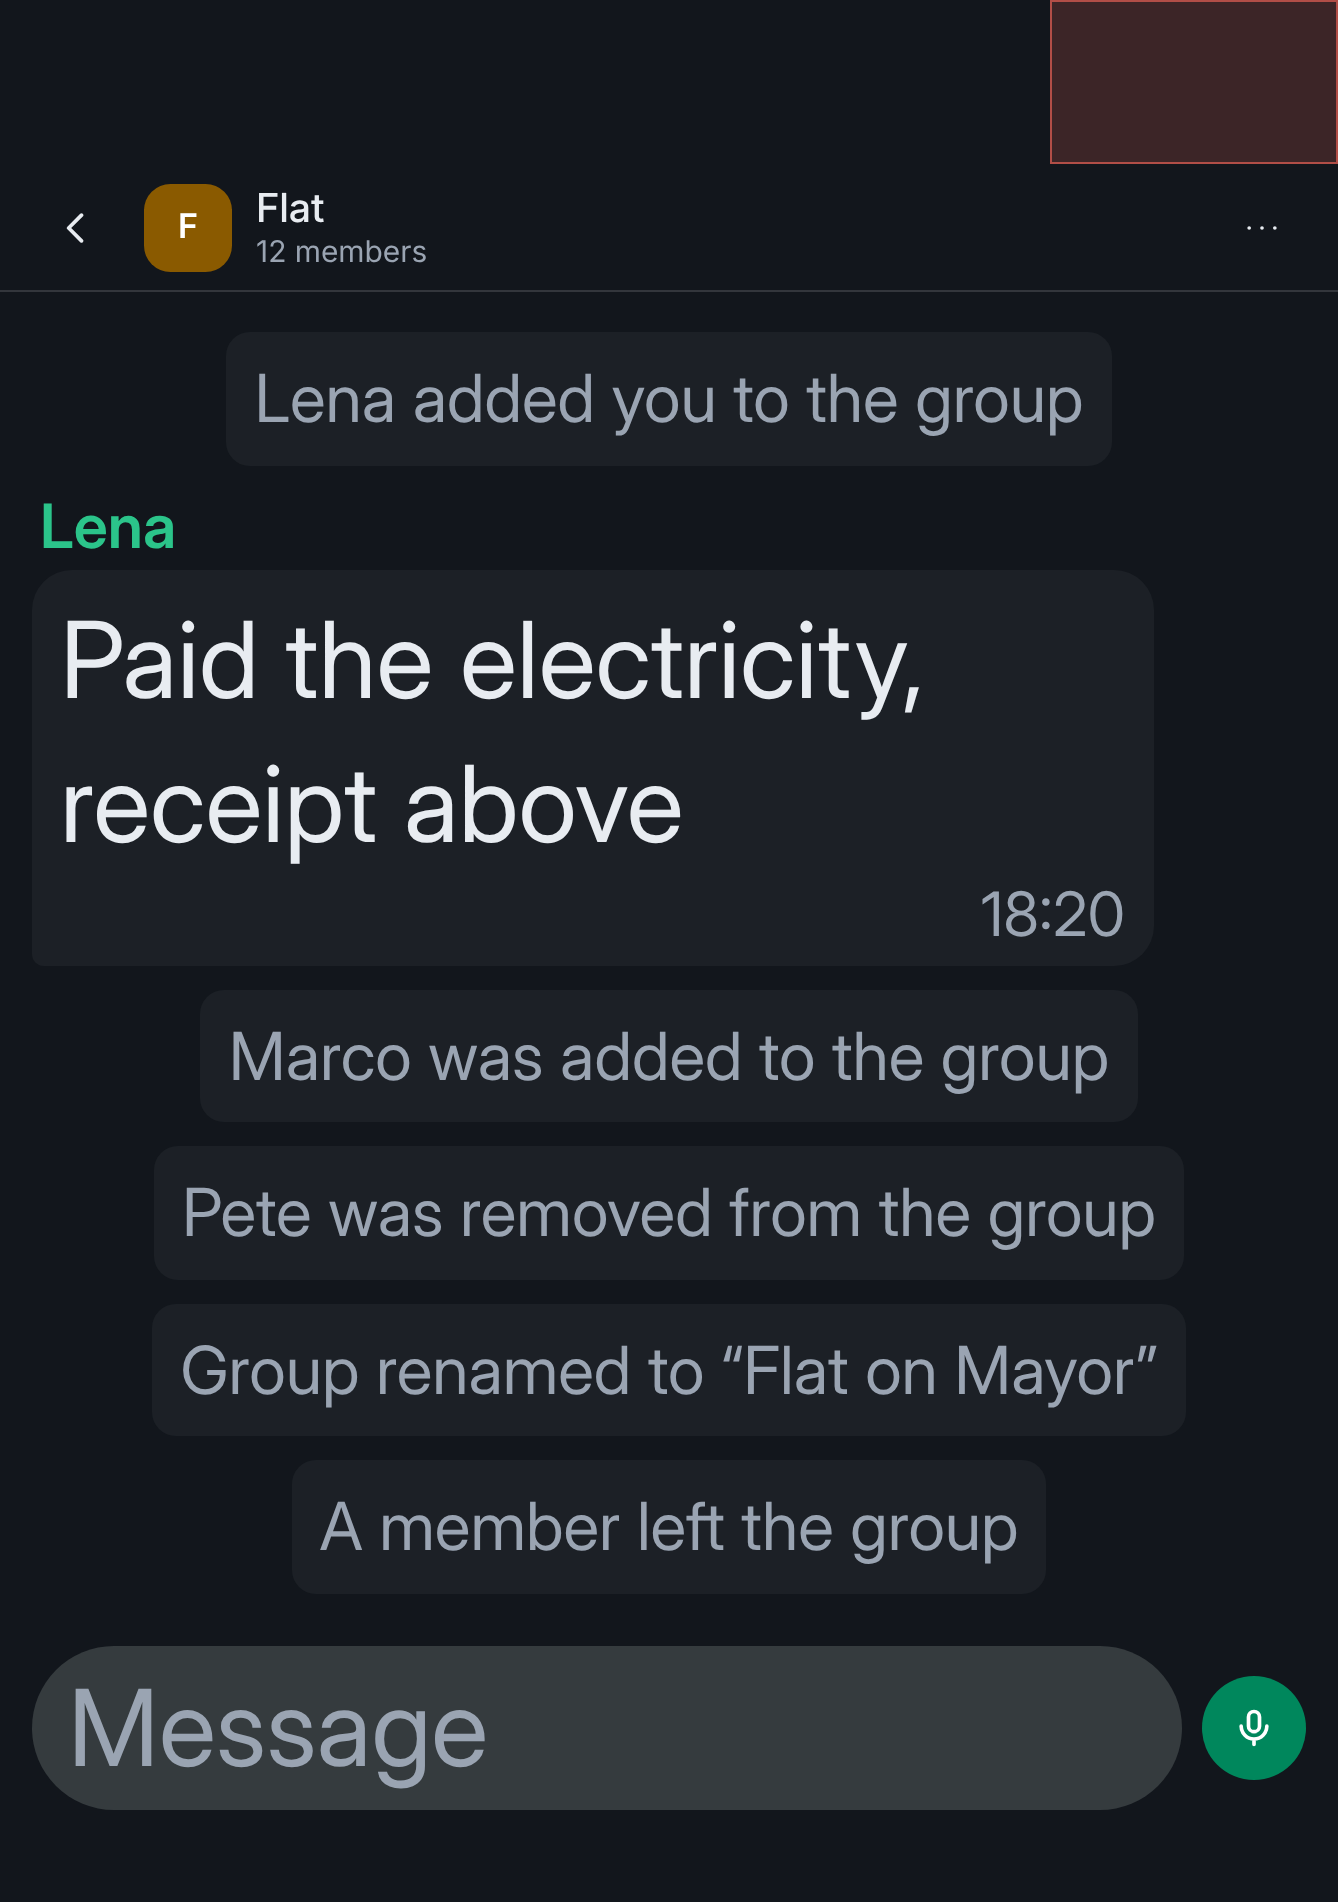 F
Flat
12 members
...
Lena added you to the group
Lena
Paid the electricity,
receipt above
18:20
Marco was added to the group
Pete was removed from the group
Group renamed to “Flat on Mayor”
A member left the group
Message